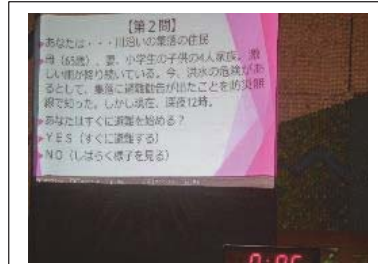 【第2問】
あなたは・・・川沿いの集落の住民
母（65歳）、妻、小学生の子供の4人家族。激
しい雨が降り続いている。今、洪水の危険があ
るとして、集落に避難勧告が出たことを防災無
線で知った。しかし現在、深夜12時。
あなたはすぐに避難を始める？
YES（すぐに避難する）
NO（しばらく様子を見る）